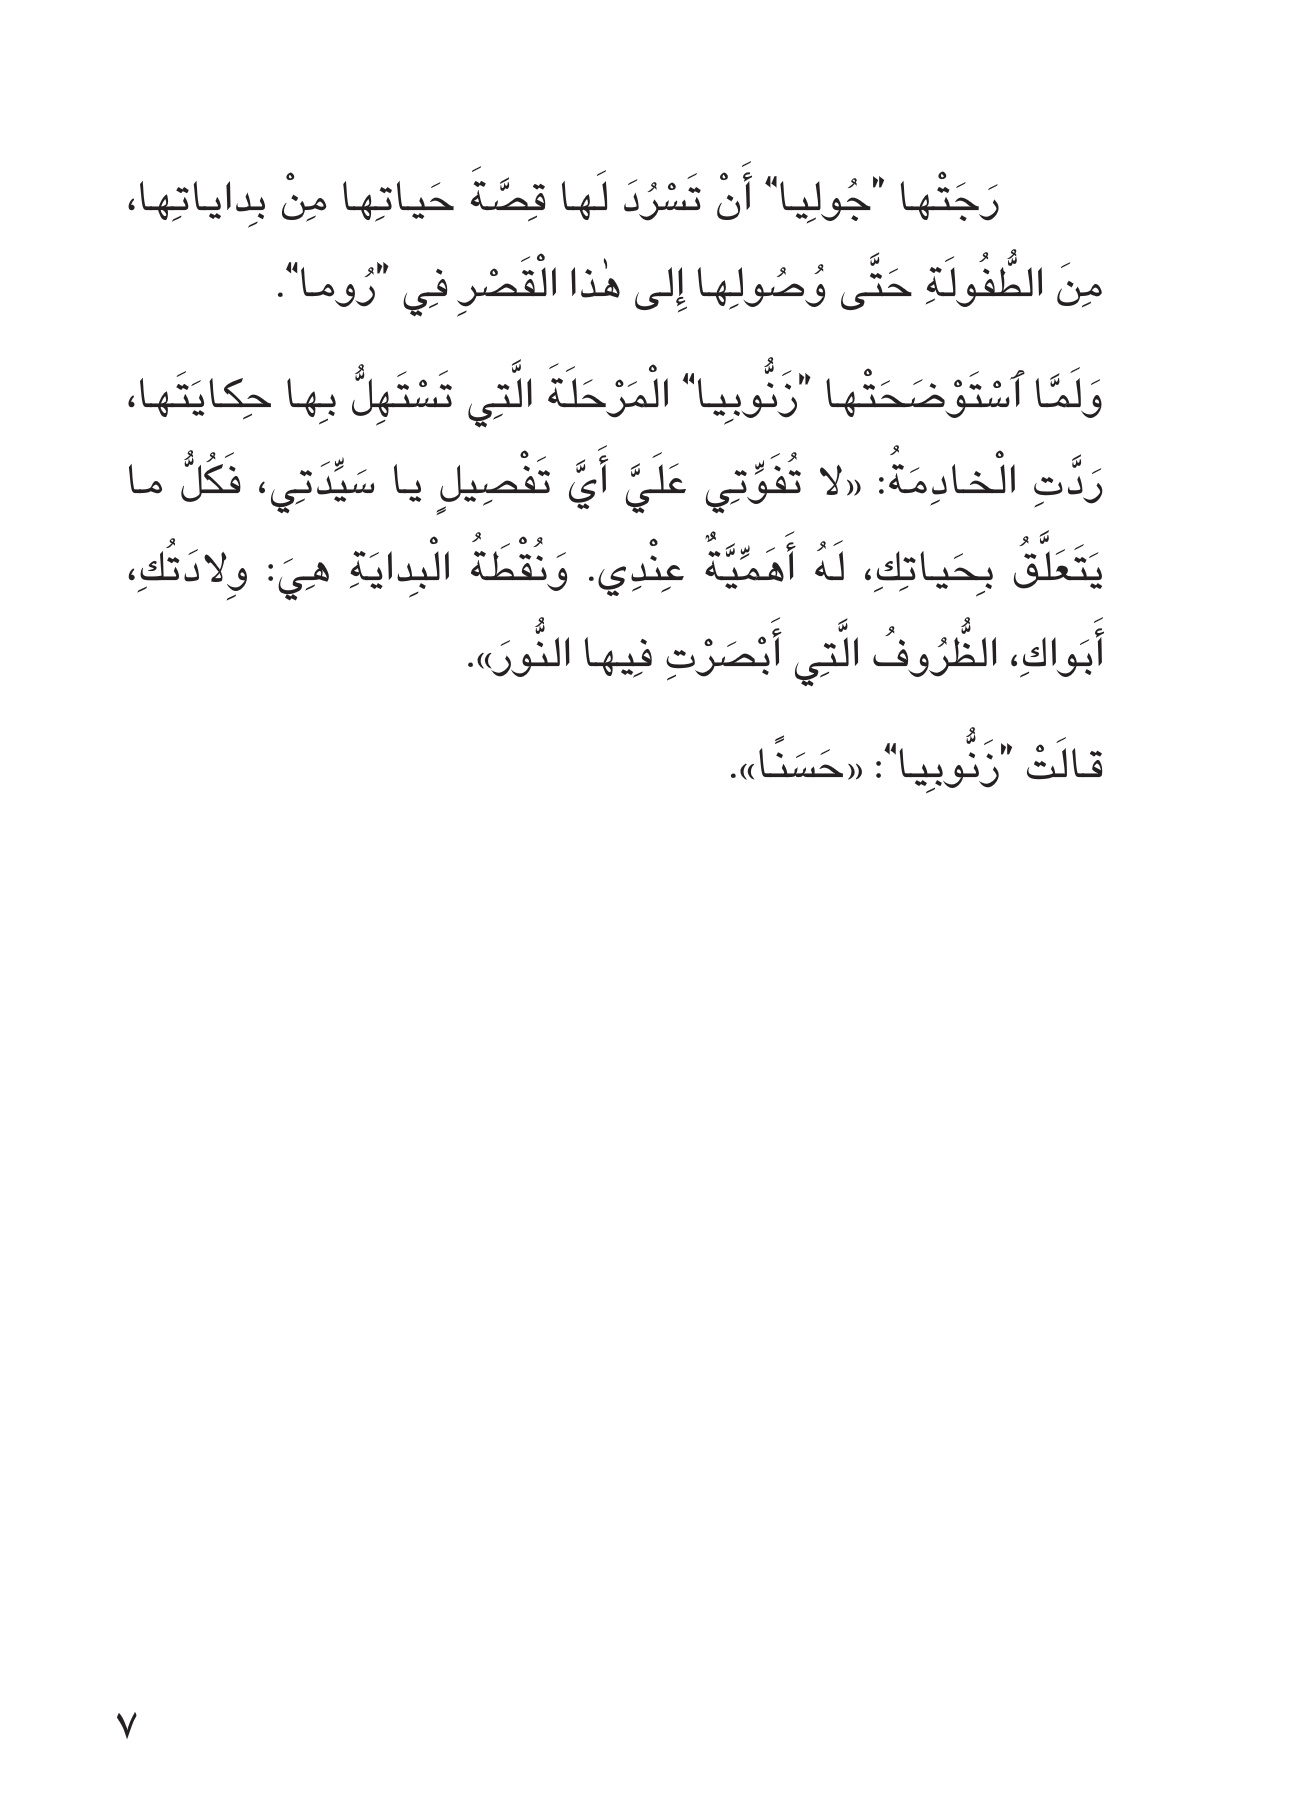 رَجَتْها "جُولِيا" أَنْ تَسْرُدَ لَها قِصَّةَ حَياتِها مِنْ بِداياتِها،
مِنَ الطُّفُولَةِ حَتَّى وُصُولِها إِلى هٰذا الْقَصْرِ فِي "رُوما".
وَلَمَّا ٱسْتَوْضَحَتْها "زَنُّوبِيا" الْمَرْحَلَةَ الَّتِي تَسْتَهِلُّ بِها حِكايَتَها،
رَدَّتِ الْخادِمَةُ: «لا تُفَوِّتِي عَلَيَّ أَيَّ تَفْصِيلٍ يا سَيِّدَتِي، فَكُلُّ ما
يَتَعَلَّقُ بِحَياتِكِ، لَهُ أَهَمِّيَّةٌ عِنْدِي. وَنُقْطَةُ الْبِدايَةِ هِيَ: وِلادَتُكِ،
أَبَواكِ، الظُّرُوفُ الَّتِي أَبْصَرْتِ فِيها النُّورَ».
قالَتْ "زَنُّوبِيا": «حَسَنًا».
٧